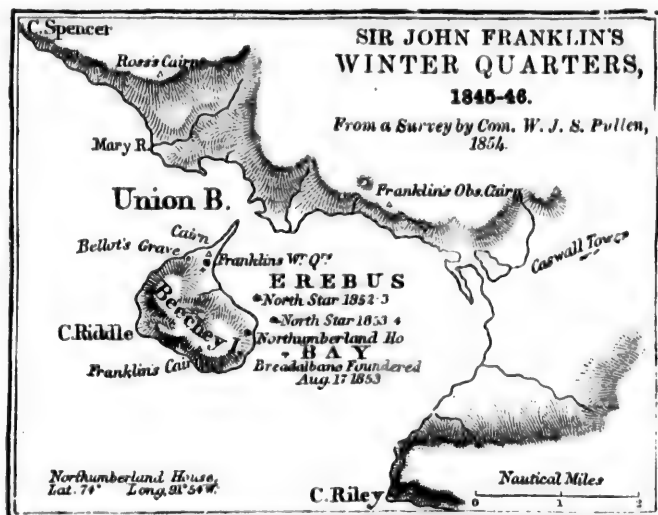 C. Spencer
SIR JOHN FRANKLIN'S
WINTER QUARTERS,
1845-46.
From a Survey by Com. W. J. S. Pullen,
1854.
Ross's Cairn
Mary R.
Union B.
Franklin's Obs. Cairn
Caswall Tower
Cairn
Bellot's Grave
Franklins Wr. Qrs.
EREBUS
North Star 1852-3
North Star 1853 4
Beechey I.
C. Riddle
Northumberland Ho
BAY
Franklin's Cairn
Breadalbane Foundered
Aug. 17 1853
Northumberland House,
Lat. 74° Long. 91° 54' W.
C. Riley
Nautical Miles
0 1 2